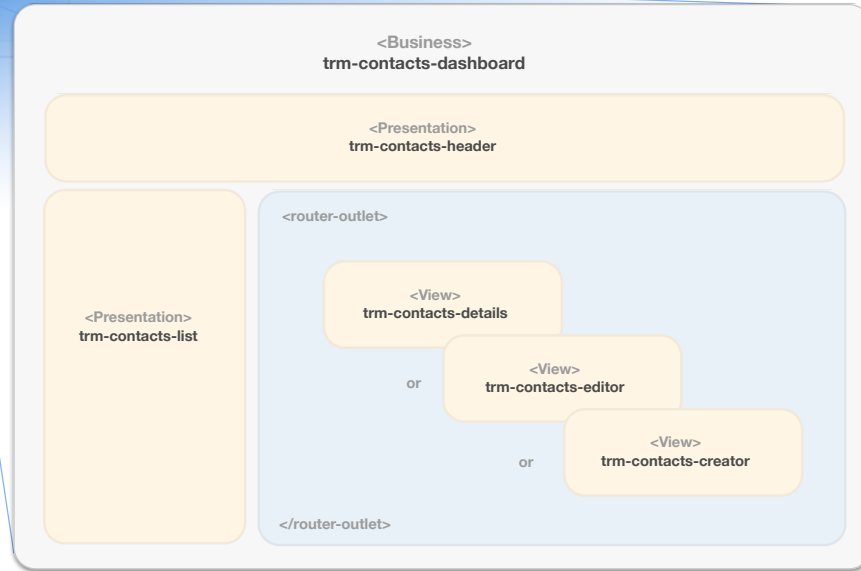 <Business>
trm-contacts-dashboard
<Presentation>
trm-contacts-header
<Presentation>
trm-contacts-list
<router-outlet>
<View>
trm-contacts-details
or
<View>
trm-contacts-editor
or
<View>
trm-contacts-creator
</router-outlet>